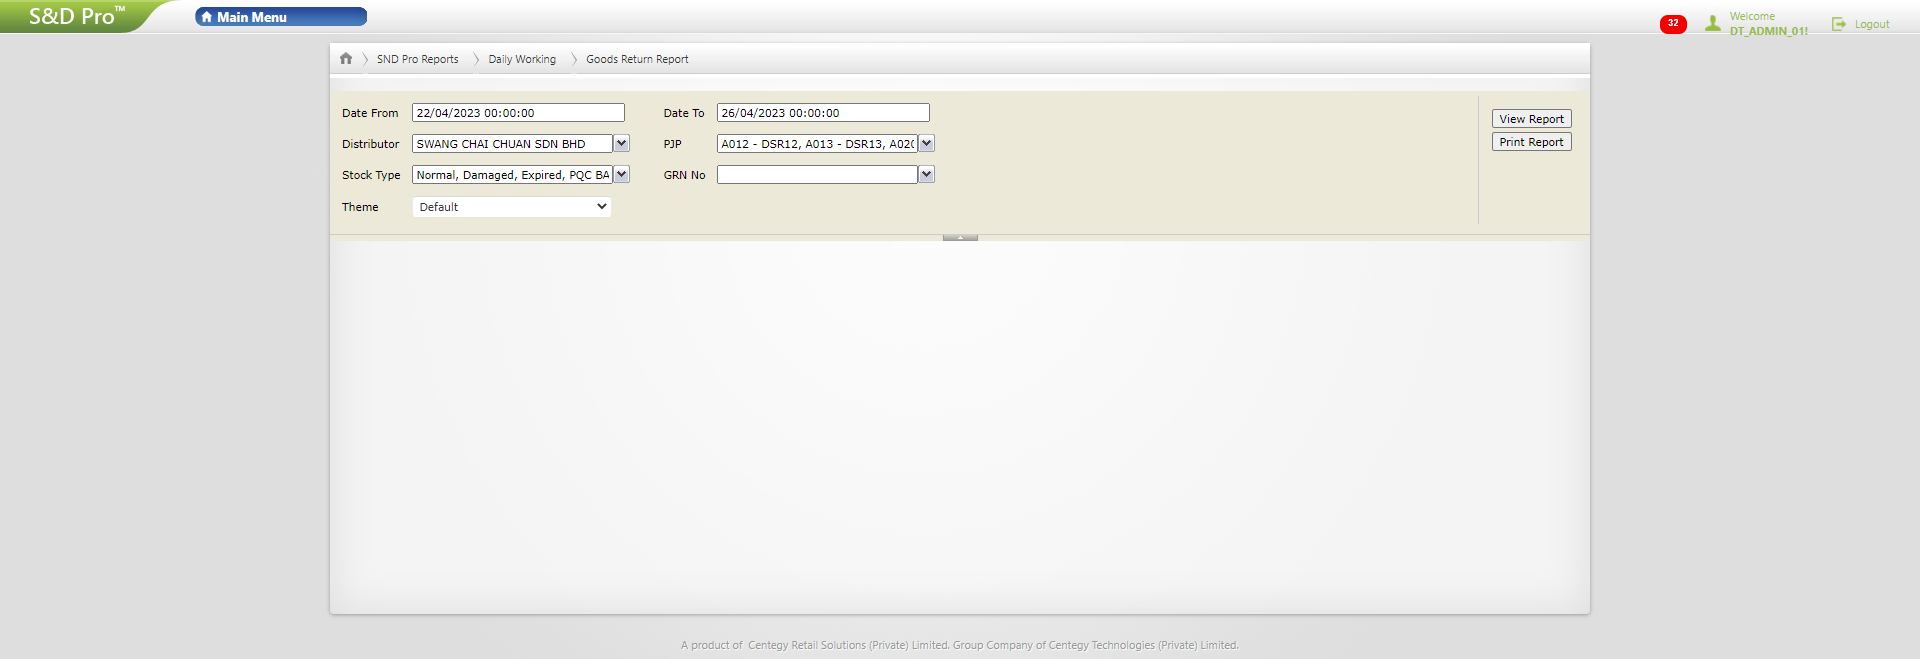 S&D Pro™
Main Menu
32
Welcome
DT_ADMIN_01!
Logout
SND Pro Reports
Daily Working
Goods Return Report
Date From 22/04/2023 00:00:00 Date To 26/04/2023 00:00:00
View Report
Distributor SWANG CHAI CHUAN SDN BHD PJP A012 - DSR12, A013 - DSR13,
Print Report
Stock Type Normal, Damaged, Expired, PQC BA GRN No
Theme Default
A product of Centegy Retail Solutions (Private) Limited. Group Company of Centegy Technologies (Private) Limited.